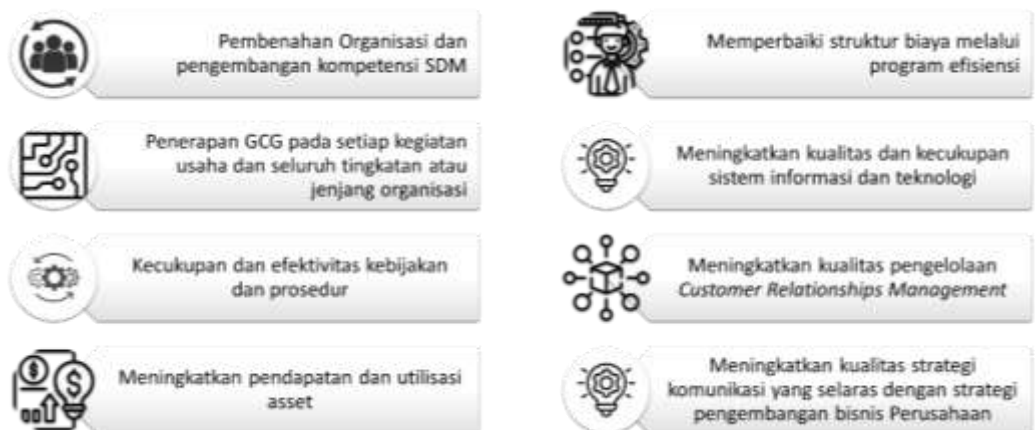 Pembenahan Organisasi dan
pengembangan kompetensi SDM
Penerapan GCG pada setiap kegiatan
usaha dan seluruh tingkatan atau
jenjang organisasi
Kecukupan dan efektivitas kebijakan
dan prosedur
Meningkatkan pendapatan dan utilisasi
asset
Memperbaiki struktur biaya melalui
program efisiensi
Meningkatkan kualitas dan kecukupan
sistem informasi dan teknologi
Meningkatkan kualitas pengelolaan
Customer Relationships Management
Meningkatkan kualitas strategi
komunikasi yang selaras dengan strategi
pengembangan bisnis Perusahaan